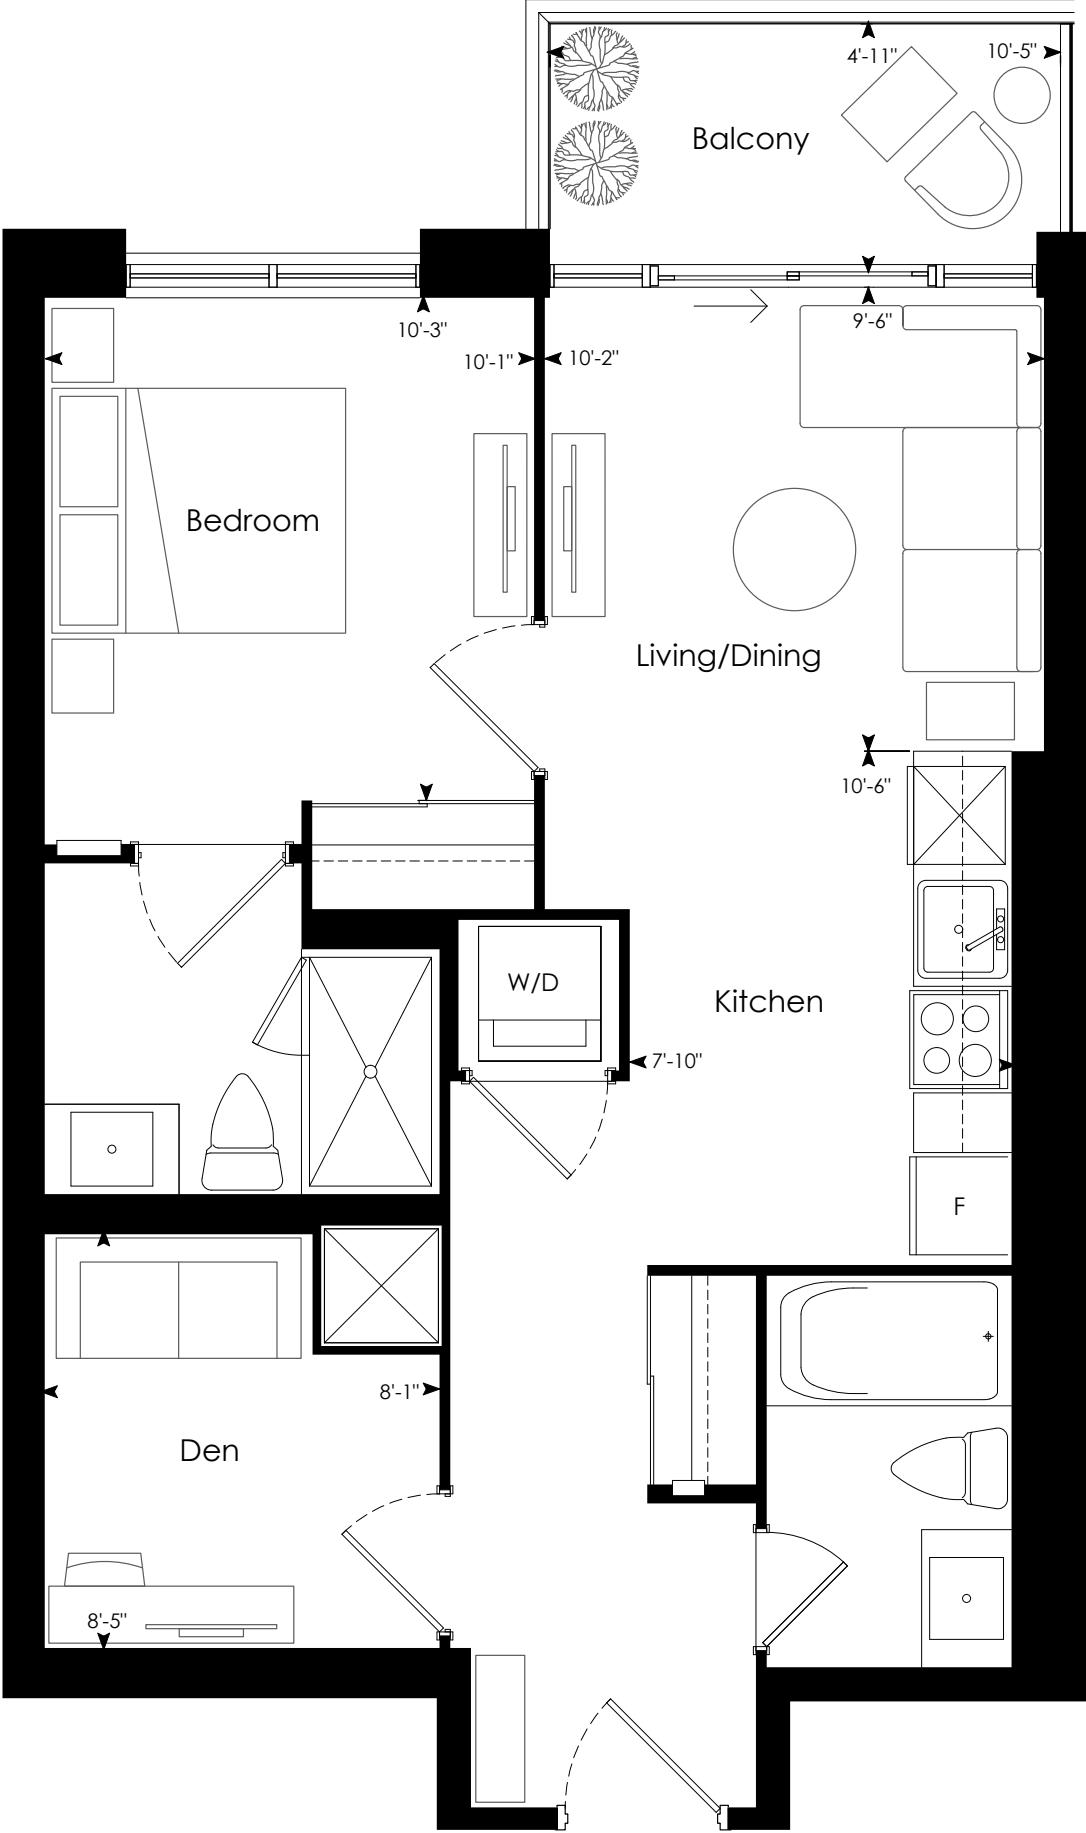 4'-11"
10'-5"
Balcony
10'-3"
9'-6"
10'-1"
10'-2"
Bedroom
Living/Dining
10'-6"
W/D
Kitchen
7'-10"
F
8'-1"
Den
8'-5"